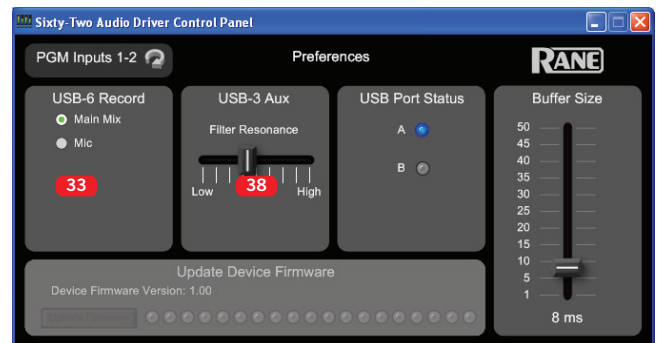 Sixty-Two Audio Driver Control Panel
PGM Inputs 1-2
Preferences
RANE
USB-6 Record
Main Mix
Mic
33
USB-3 Aux
Filter Resonance
Low
38
High
USB Port Status
A
B
Buffer Size
50
45
40
35
30
25
20
15
10
5
1
8 ms
Update Device Firmware
Device Firmware Version: 1.00
Update Firmware